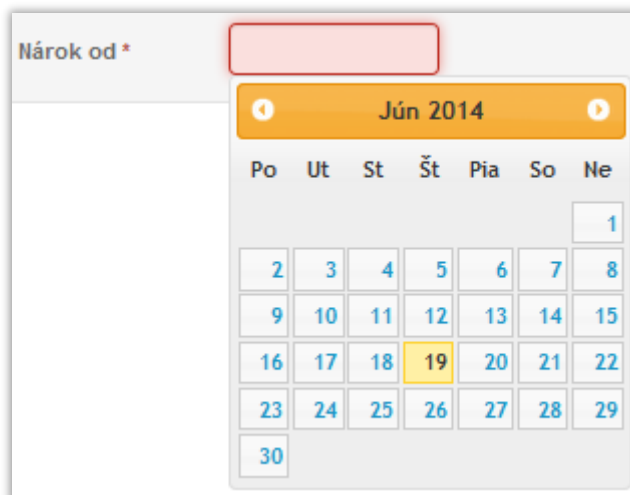 Nárok od *
Jún 2014
Po Ut St Št Pia So Ne
1
2 3 4 5 6 7 8
9 10 11 12 13 14 15
16 17 18 19 20 21 22
23 24 25 26 27 28 29
30